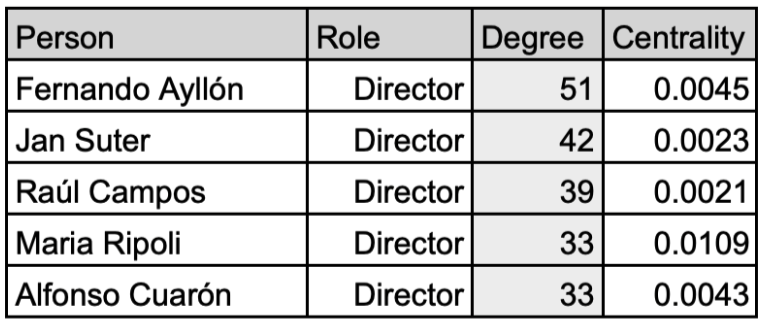 Person Role Degree Centrality
Fernando Ayllón Director 51 0.0045
Jan Suter Director 42 0.0023
Raúl Campos Director 39 0.0021
Maria Ripoli Director 33 0.0109
Alfonso Cuarón Director 33 0.0043